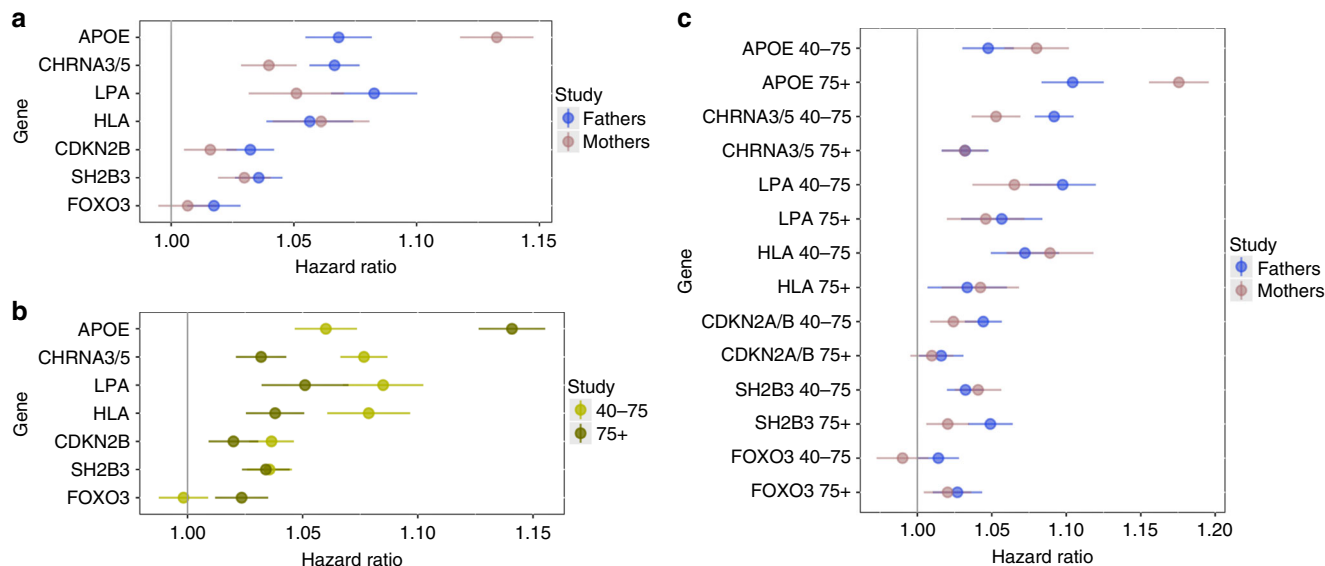 a
Gene
APOE
CHRNA3/5
LPA
HLA
CDKN2B
SH2B3
FOXO3
1.00 1.05 1.10 1.15
Hazard ratio
Study
Fathers
Mothers
b
Gene
APOE
CHRNA3/5
LPA
HLA
CDKN2B
SH2B3
FOXO3
1.00 1.05 1.10 1.15
Hazard ratio
Study
40–75
75+
c
Gene
APOE 40–75
APOE 75+
CHRNA3/5 40–75
CHRNA3/5 75+
LPA 40–75
LPA 75+
HLA 40–75
HLA 75+
CDKN2A/B 40–75
CDKN2A/B 75+
SH2B3 40–75
SH2B3 75+
FOXO3 40–75
FOXO3 75+
1.00 1.05 1.10 1.15 1.20
Hazard ratio
Study
Fathers
Mothers